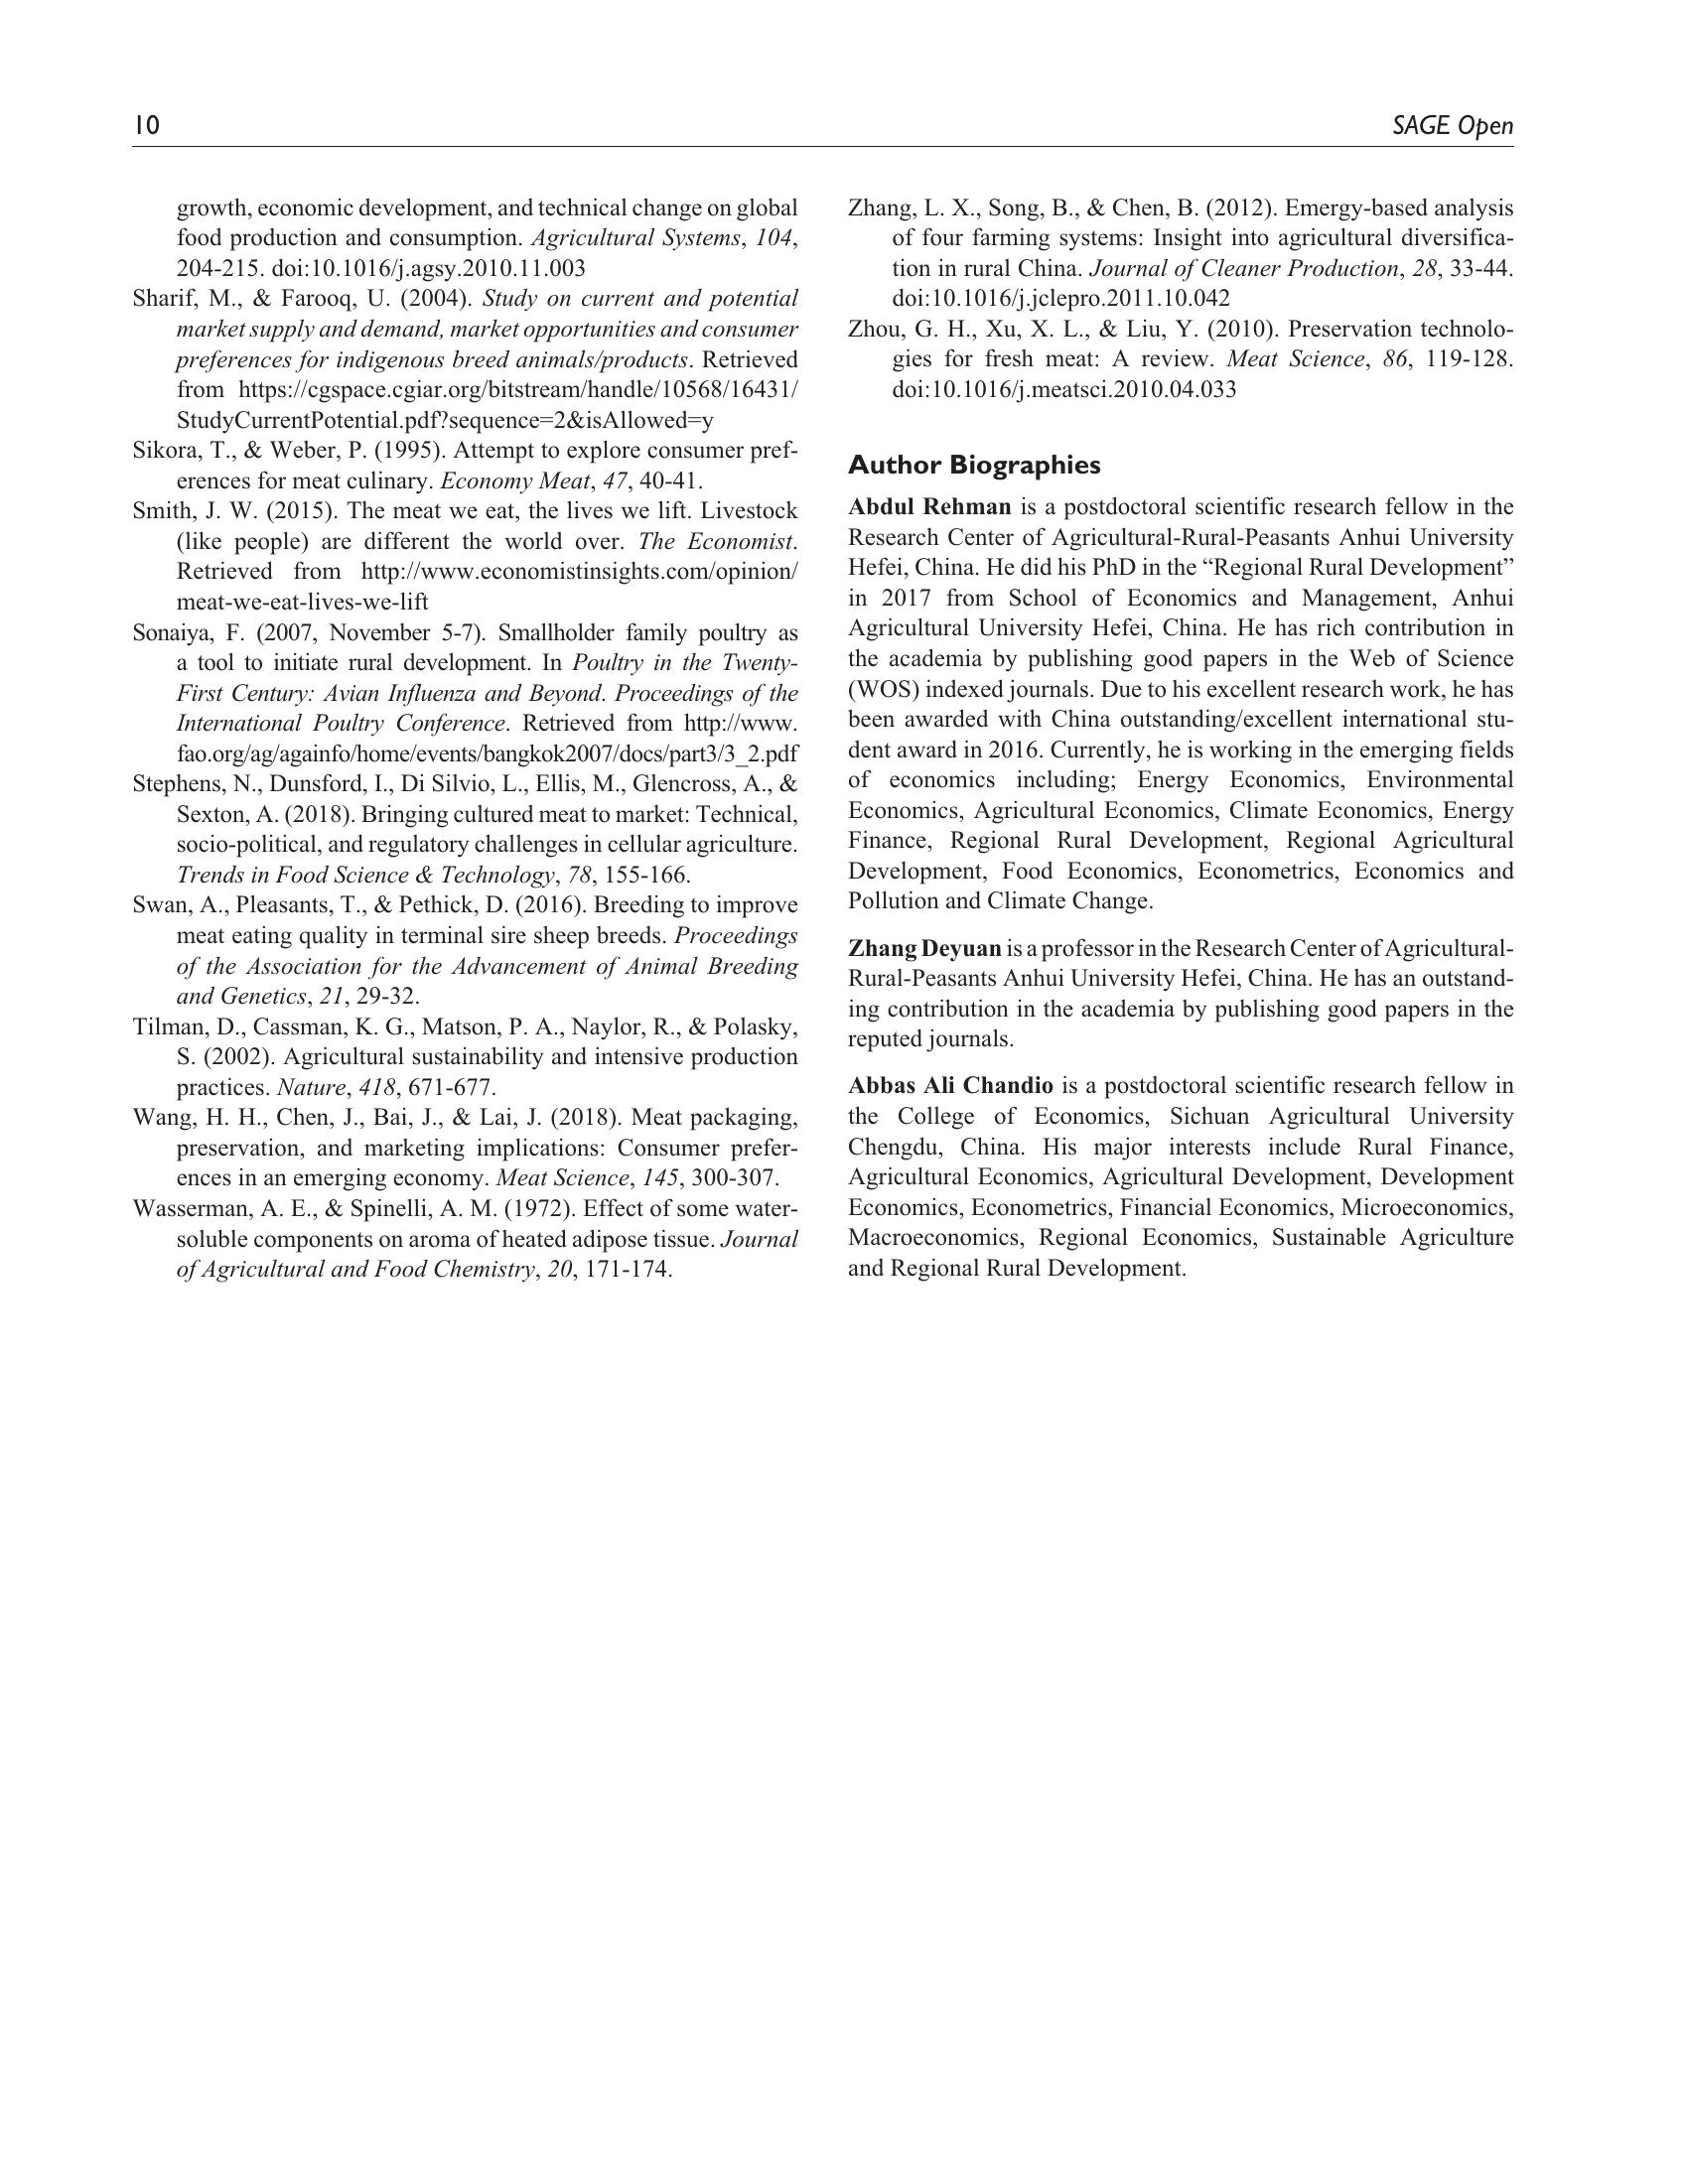 10
SAGE Open
growth, economic development, and technical change on global
food production and consumption. Agricultural Systems, 104,
204-215. doi:10.1016/j.agsy.2010.11.003
Sharif, M., & Farooq, U. (2004). Study on current and potential
market supply and demand, market opportunities and consumer
preferences for indigenous breed animals/products. Retrieved
from https://cgspace.cgiar.org/bitstream/handle/10568/16431/
StudyCurrentPotential.pdf?sequence=2&isAllowed=y
Sikora, T., & Weber, P. (1995). Attempt to explore consumer pref-
erences for meat culinary. Economy Meat, 47, 40-41.
Smith, J. W. (2015). The meat we eat, the lives we lift. Livestock
(like people) are different the world over. The Economist.
Retrieved from http://www.economistinsights.com/opinion/
meat-we-eat-lives-we-lift
Sonaiya, F. (2007, November 5-7). Smallholder family poultry as
a tool to initiate rural development. In Poultry in the Twenty-
First Century: Avian Influenza and Beyond. Proceedings of the
International Poultry Conference. Retrieved from http://www.
fao.org/ag/againfo/home/events/bangkok2007/docs/part3/3_2.pdf
Stephens, N., Dunsford, I., Di Silvio, L., Ellis, M., Glencross, A., &
Sexton, A. (2018). Bringing cultured meat to market: Technical,
socio-political, and regulatory challenges in cellular agriculture.
Trends in Food Science & Technology, 78, 155-166.
Swan, A., Pleasants, T., & Pethick, D. (2016). Breeding to improve
meat eating quality in terminal sire sheep breeds. Proceedings
of the Association for the Advancement of Animal Breeding
and Genetics, 21, 29-32.
Tilman, D., Cassman, K. G., Matson, P. A., Naylor, R., & Polasky,
S. (2002). Agricultural sustainability and intensive production
practices. Nature, 418, 671-677.
Wang, H. H., Chen, J., Bai, J., & Lai, J. (2018). Meat packaging,
preservation, and marketing implications: Consumer prefer-
ences in an emerging economy. Meat Science, 145, 300-307.
Wasserman, A. E., & Spinelli, A. M. (1972). Effect of some water-
soluble components on aroma of heated adipose tissue. Journal
of Agricultural and Food Chemistry, 20, 171-174.
Zhang, L. X., Song, B., & Chen, B. (2012). Emergy-based analysis
of four farming systems: Insight into agricultural diversifica-
tion in rural China. Journal of Cleaner Production, 28, 33-44.
doi:10.1016/j.jclepro.2011.10.042
Zhou, G. H., Xu, X. L., & Liu, Y. (2010). Preservation technolo-
gies for fresh meat: A review. Meat Science, 86, 119-128.
doi:10.1016/j.meatsci.2010.04.033
Author Biographies
Abdul Rehman is a postdoctoral scientific research fellow in the
Research Center of Agricultural-Rural-Peasants Anhui University
Hefei, China. He did his PhD in the “Regional Rural Development”
in 2017 from School of Economics and Management, Anhui
Agricultural University Hefei, China. He has rich contribution in
the academia by publishing good papers in the Web of Science
(WOS) indexed journals. Due to his excellent research work, he has
been awarded with China outstanding/excellent international stu-
dent award in 2016. Currently, he is working in the emerging fields
of economics including; Energy Economics, Environmental
Economics, Agricultural Economics, Climate Economics, Energy
Finance, Regional Rural Development, Regional Agricultural
Development, Food Economics, Econometrics, Economics and
Pollution and Climate Change.
Zhang Deyuan is a professor in the Research Center of Agricultural-
Rural-Peasants Anhui University Hefei, China. He has an outstand-
ing contribution in the academia by publishing good papers in the
reputed journals.
Abbas Ali Chandio is a postdoctoral scientific research fellow in
the College of Economics, Sichuan Agricultural University
Chengdu, China. His major interests include Rural Finance,
Agricultural Economics, Agricultural Development, Development
Economics, Econometrics, Financial Economics, Microeconomics,
Macroeconomics, Regional Economics, Sustainable Agriculture
and Regional Rural Development.